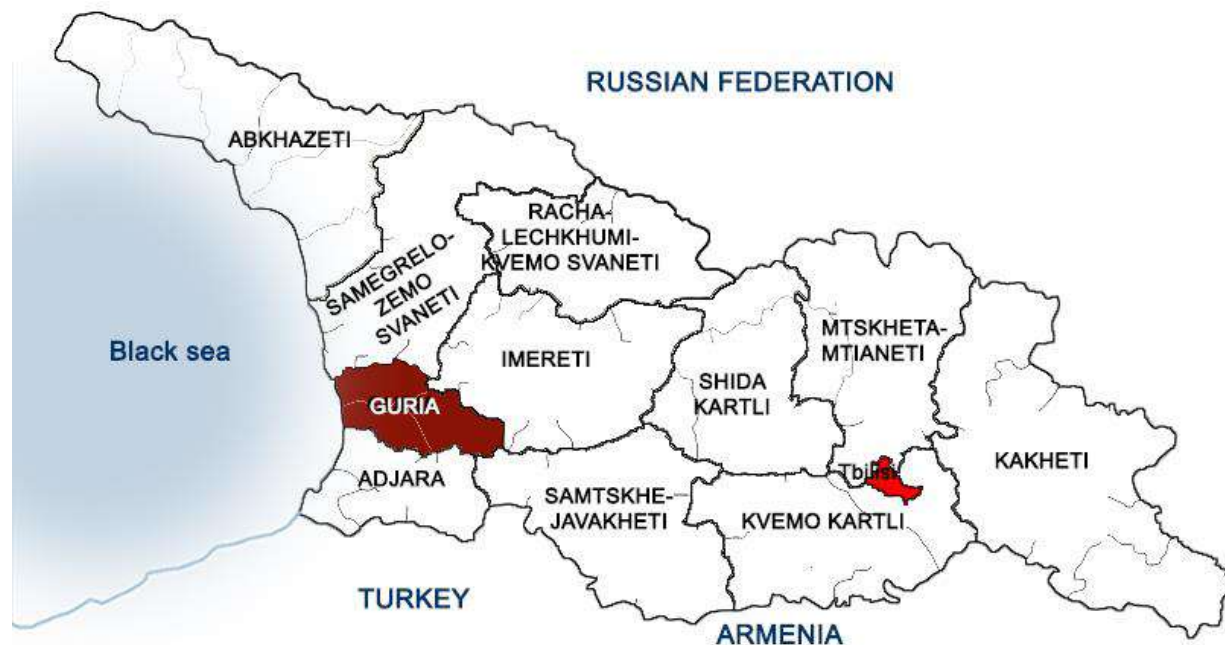 RUSSIAN FEDERATION
ABKHAZETI
RACHA-
LECHKHUMI-
KVEMO SVANETI
SAMEGRELO-
ZEMO
SVANETI
MTSKHETA-
MTIANETI
Black sea
IMERETI
SHIDA
KARTLI
GURIA
KAKHETI
ADJARA
Tbilisi
SAMTSKHE-
JAVAKHETI
KVEMO KARTLI
TURKEY
ARMENIA